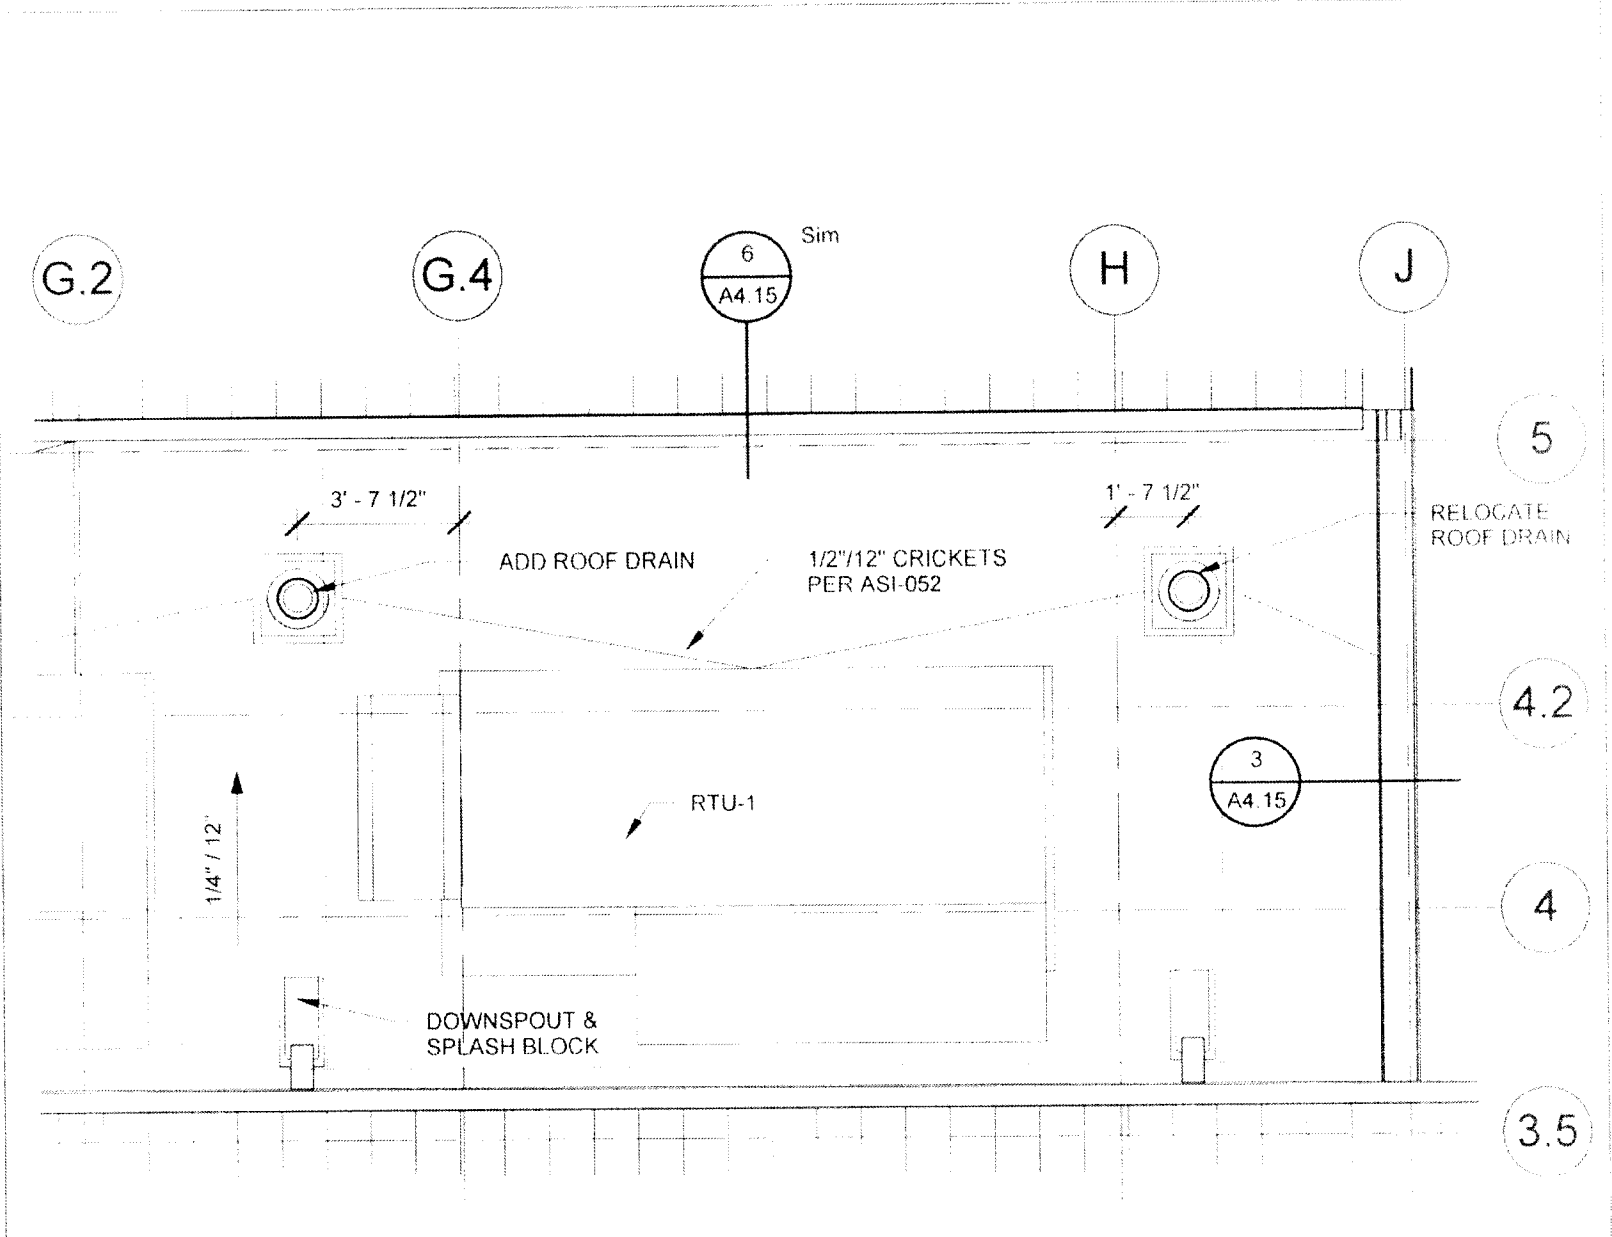 Sim
G.2
G.4
6
A4.15
H
J
5
3' - 7 1/2"
1' - 7 1/2"
RELOCATE
ROOF DRAIN
ADD ROOF DRAIN
1/2"/12" CRICKETS
PER ASI-052
4.2
3
A4.15
RTU-1
1/4" / 12"
4
DOWNSPOUT &
SPLASH BLOCK
3.5